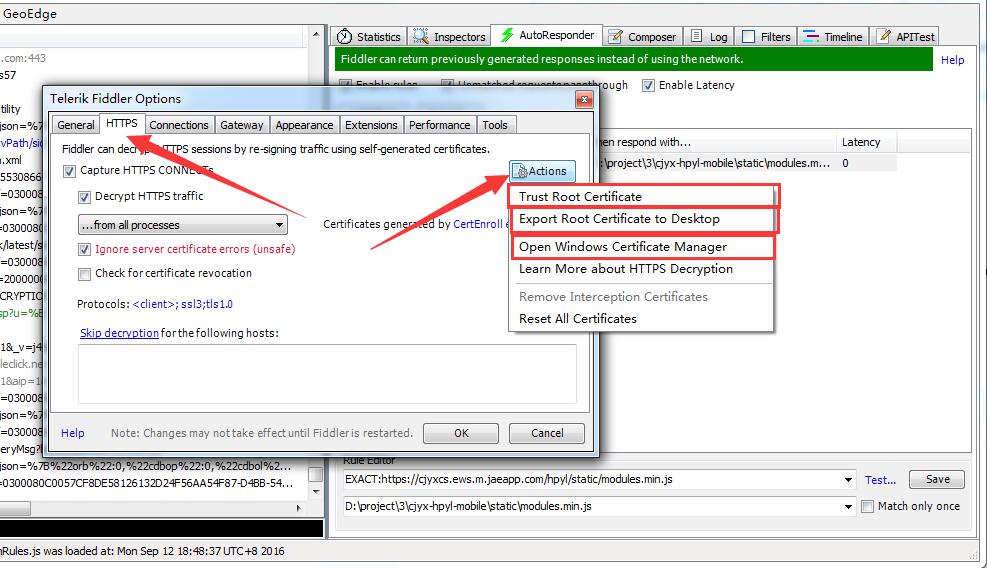 GeoEdge
.com:443
s57
tility
json=%7
vPath/si
n.xml
5530866
=030008
json=%7
=030008
k/latest/s
=030008
=2000000
CRYPTIC
sp?u=%E
1&_v=j4
leclick.ne
1&aip=1
=030008
json=%7
=030008
eryMsg?
json=%7B%22orb%22:0,%22cdbop%22:0,%22cdbol%2...
=0300080C0057CF8DE58126132D24F56AA54F87-D4BB-54...
nRules.js was loaded at: Mon Sep 12 18:48:37 UTC+8 2016
Statistics
Inspectors
AutoResponder
Composer
Log
Filters
Timeline
APITest
Fiddler can return previously generated responses instead of using the network.
Help
Enable rules
Unmatched requests passthrough
Enable Latency
then respond with...
Latency
:\project\3\cjyx-hpyl-mobile\static\modules.m...
0
Telerik Fiddler Options
General
HTTPS
Connections
Gateway
Appearance
Extensions
Performance
Tools
Fiddler can decrypt HTTPS sessions by re-signing traffic using self-generated certificates.
Capture HTTPS CONNECTs
Actions
Decrypt HTTPS traffic
...from all processes
Certificates generated by CertEnroll e
Ignore server certificate errors (unsafe)
Check for certificate revocation
Protocols: <client>; ssl3;tls1.0
Skip decryption for the following hosts:
Trust Root Certificate
Export Root Certificate to Desktop
Open Windows Certificate Manager
Learn More about HTTPS Decryption
Remove Interception Certificates
Reset All Certificates
Help
Note: Changes may not take effect until Fiddler is restarted.
OK
Cancel
Rule Editor
EXACT:https://cjyxcs.ews.m.jaeapp.com/hpyl/static/modules.min.js
Test...
Save
D:\project\3\cjyx-hpyl-mobile\static\modules.min.js
Match only once